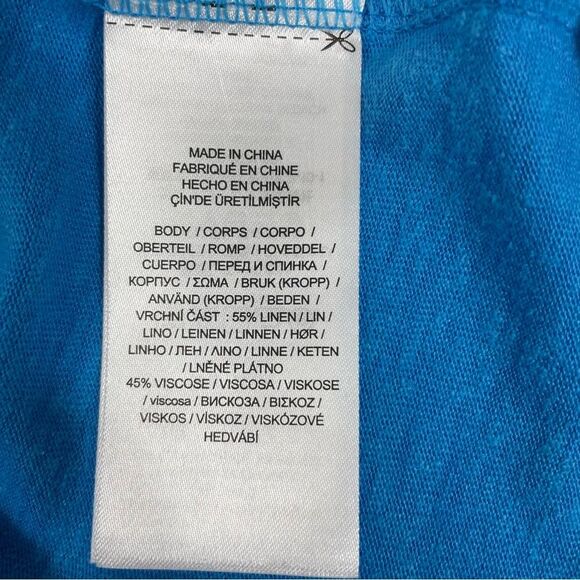 MADE IN CHINA
FABRIQUÉ EN CHINE
HECHO EN CHINA
ÇİN'DE ÜRETİLMİŞTİR
BODY / CORPS / CORPO /
OBERTEIL / ROMP / HOVEDDEL /
CUERPO / ПЕРЕД И СПИНКА /
КОРПУС / ΣΩΜΑ / BRUK (KROPP) /
ANVÄND (KROPP) / BEDEN /
VRCHNÍ ČÁST : 55% LINEN / LIN /
LINO / LEINEN / LINNEN / HØR /
LINHO / ЛЕН / ΛΙΝΟ / LINNE / KETEN
/ LNĚNÉ PLÁTNO
45% VISCOSE / VISCOSA / VISKOSE
/ viscosa / ВИСКОЗА / ΒΙΣΚΟΖ /
VISKOS / VİSKOZ / VISKÓZOVÉ
HEDVÁBÍ